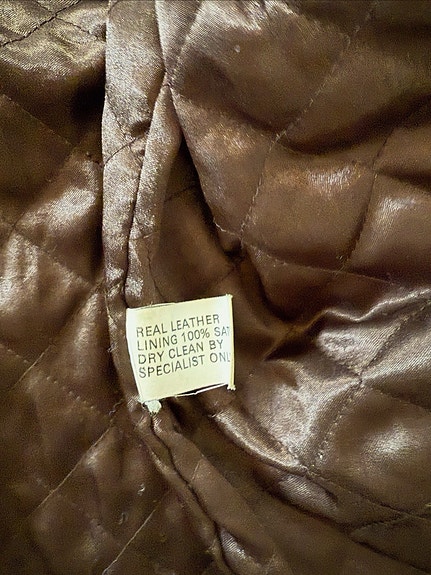 REAL LEATHER
LINING 100% SAT
DRY CLEAN BY
SPECIALIST ONL